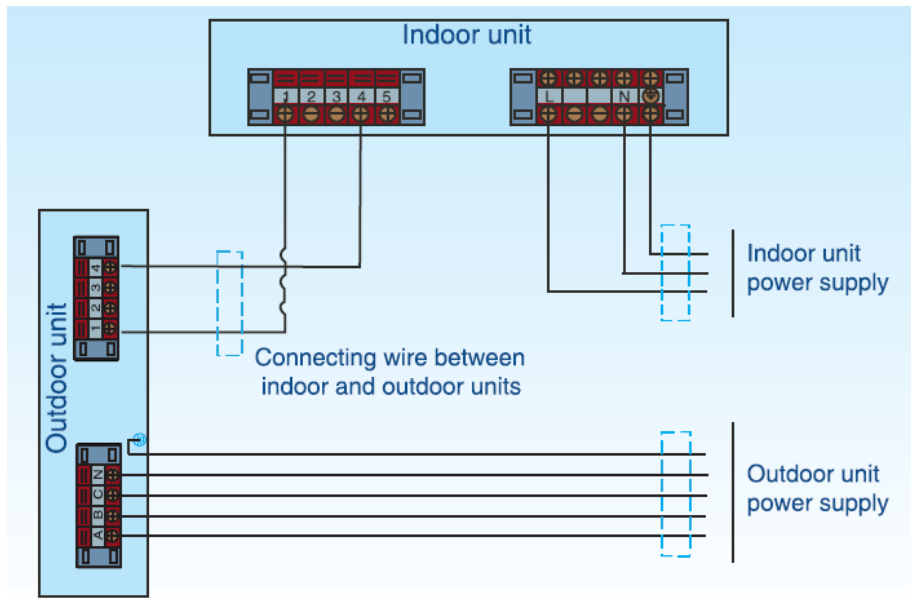 Indoor unit
1 2 3 4 5
L N
Indoor unit
power supply
4
3
2
1
Outdoor unit
Connecting wire between
indoor and outdoor units
N
C
B
A
Outdoor unit
power supply